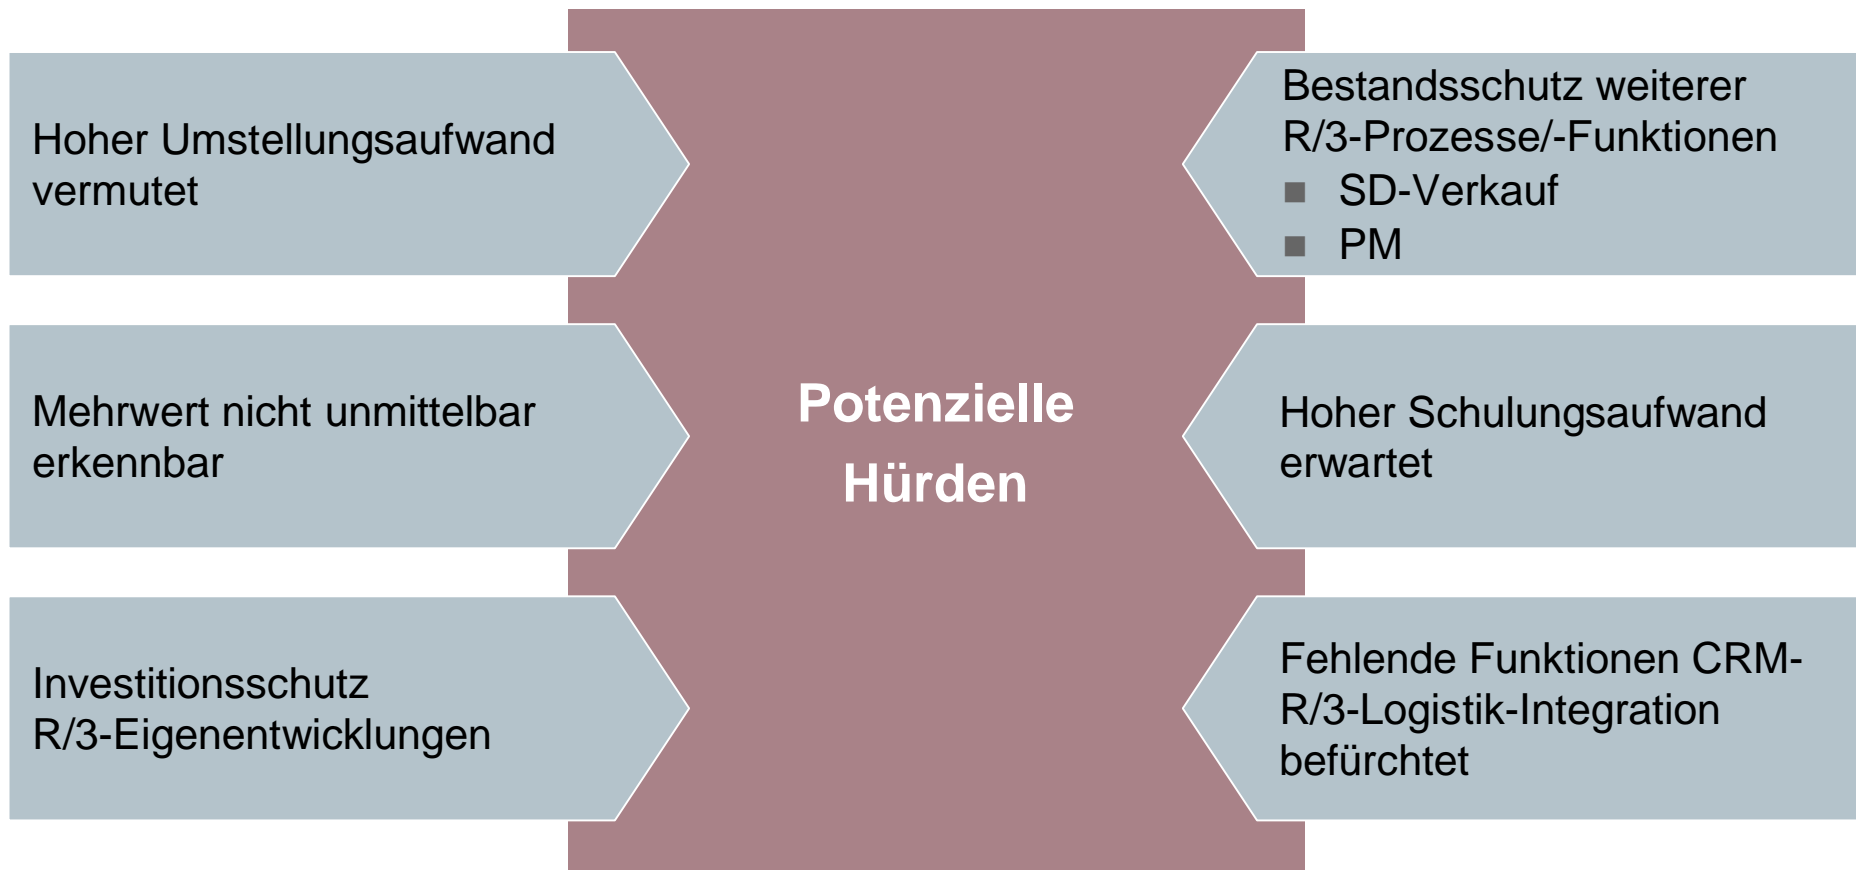 Hoher Umstellungsaufwand
vermutet
Mehrwert nicht unmittelbar
erkennbar
Investitionsschutz
R/3-Eigenentwicklungen
Potenzielle
Hürden
Bestandsschutz weiterer
R/3-Prozesse/-Funktionen
■ SD-Verkauf
■ PM
Hoher Schulungsaufwand
erwartet
Fehlende Funktionen CRM-
R/3-Logistik-Integration
befürchtet